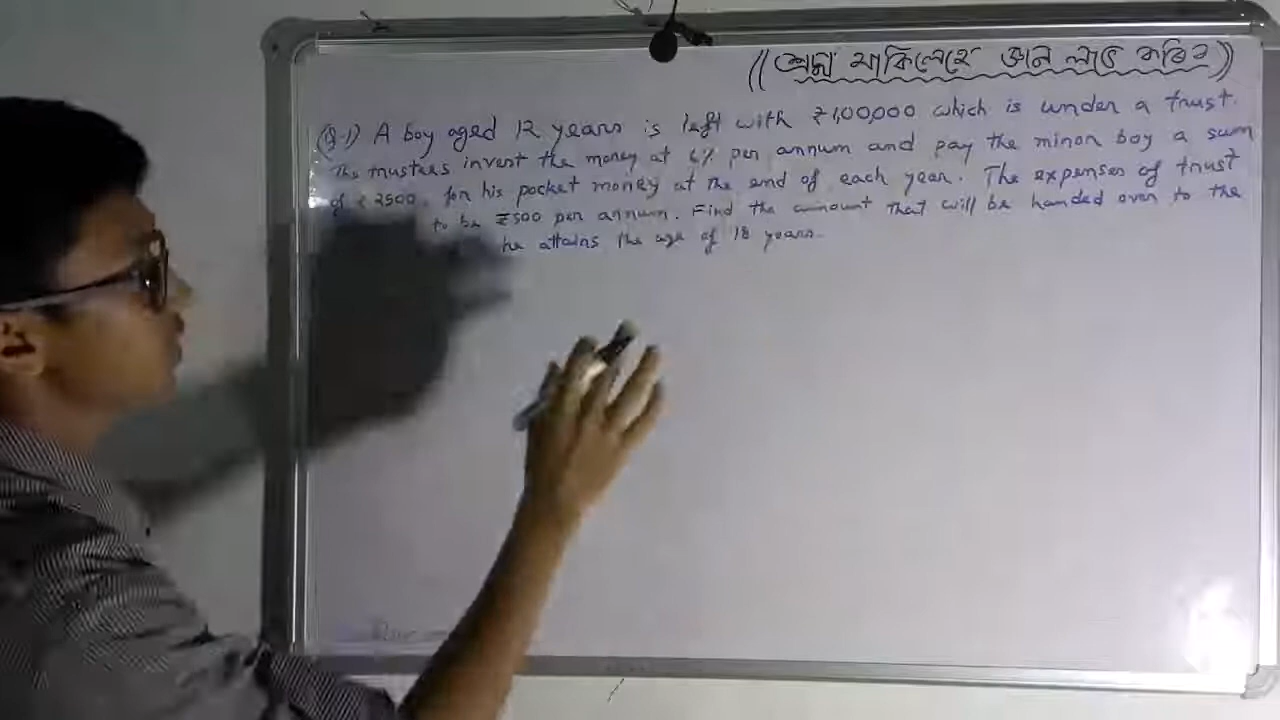 ((শ্রদ্ধা থাকিলেহে জ্ঞান লাভ কৰিব))
(Q-1) A boy aged 12 years is left with ₹1,00,000 which is under a trust.
The trustees invest the money at 6% per annum and pay the minor boy a sum
of ₹2500, for his pocket money at the end of each year. The expenses of trust
to be ₹500 per annum. Find the amount that will be handed over to the
he attains the age of 18 years.